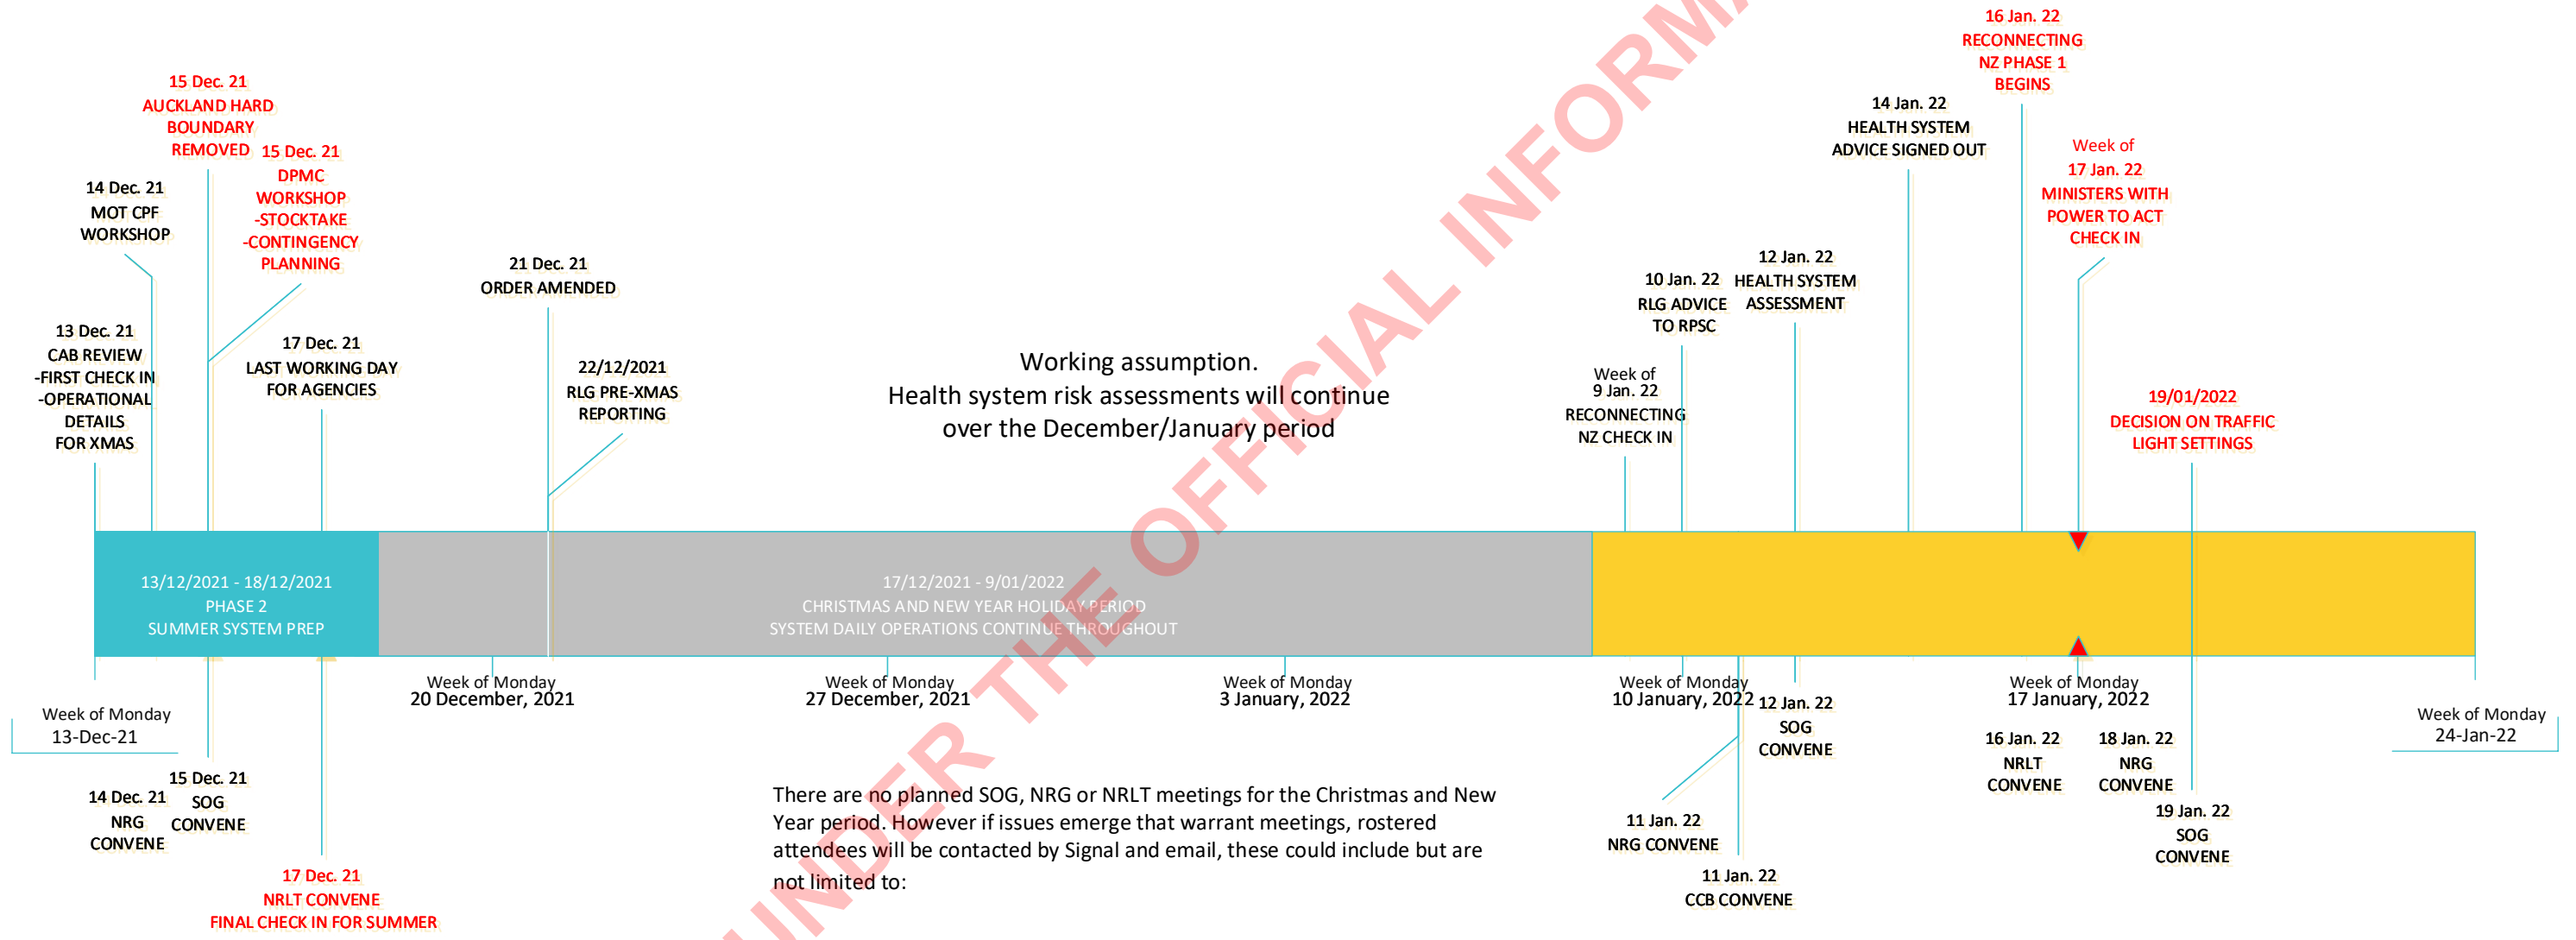 16 Jan. 22
RECONNECTING
NZ PHASE 1
BEGINS
15 Dec. 21
AUCKLAND HARD
BOUNDARY
REMOVED
14 Jan. 22
HEALTH SYSTEM
ADVICE SIGNED OUT
15 Dec. 21
DPMC
WORKSHOP
-STOCKTAKE
-CONTINGENCY
PLANNING
Week of
17 Jan. 22
MINISTERS WITH
POWER TO ACT
CHECK IN
14 Dec. 21
MOT CPF
WORKSHOP
21 Dec. 21
ORDER AMENDED
12 Jan. 22
HEALTH SYSTEM
ASSESSMENT
10 Jan. 22
RLG ADVICE
TO RPSC
13 Dec. 21
CAB REVIEW
-FIRST CHECK IN
-OPERATIONAL
DETAILS
FOR XMAS
17 Dec. 21
LAST WORKING DAY
FOR AGENCIES
22/12/2021
RLG PRE-XMAS
REPORTING
Working assumption.
Health system risk assessments will continue
over the December/January period
Week of
9 Jan. 22
RECONNECTING
NZ CHECK IN
19/01/2022
DECISION ON TRAFFIC
LIGHT SETTINGS
13/12/2021 - 18/12/2021
PHASE 2
SUMMER SYSTEM PREP
17/12/2021 - 9/01/2022
CHRISTMAS AND NEW YEAR HOLIDAY PERIOD
SYSTEM DAILY OPERATIONS CONTINUE THROUGHOUT
Week of Monday
13-Dec-21
Week of Monday
20 December, 2021
Week of Monday
27 December, 2021
Week of Monday
3 January, 2022
Week of Monday
10 January, 2022
Week of Monday
17 January, 2022
Week of Monday
24-Jan-22
14 Dec. 21
NRG
CONVENE
15 Dec. 21
SOG
CONVENE
17 Dec. 21
NRLT CONVENE
FINAL CHECK IN FOR SUMMER
There are no planned SOG, NRG or NRLT meetings for the Christmas and New
Year period. However if issues emerge that warrant meetings, rostered
attendees will be contacted by Signal and email, these could include but are
not limited to:
11 Jan. 22
NRG CONVENE
11 Jan. 22
CCB CONVENE
12 Jan. 22
SOG
CONVENE
16 Jan. 22
NRLT
CONVENE
18 Jan. 22
NRG
CONVENE
19 Jan. 22
SOG
CONVENE
UNDER THE OFFICIAL INFORMA